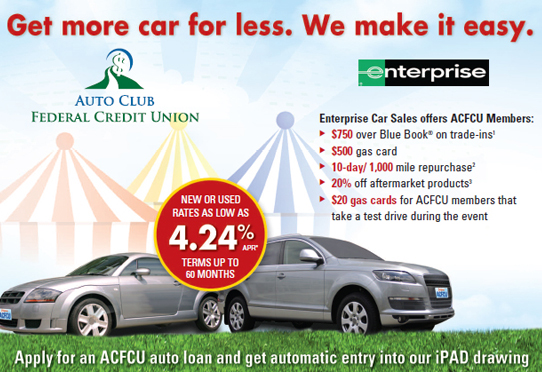 Get more car for less. We make it easy.
AUTO CLUB
FEDERAL CREDIT UNION
enterprise
Enterprise Car Sales offers ACFCU Members:
$750 over Blue Book® on trade-ins¹
$500 gas card
10-day/ 1,000 mile repurchase²
20% off aftermarket products³
$20 gas cards for ACFCU members that
take a test drive during the event
NEW OR USED
RATES AS LOW AS
4.24% APR*
TERMS UP TO
60 MONTHS
ACFCU
ACFCU
Apply for an ACFCU auto loan and get automatic entry into our iPAD drawing